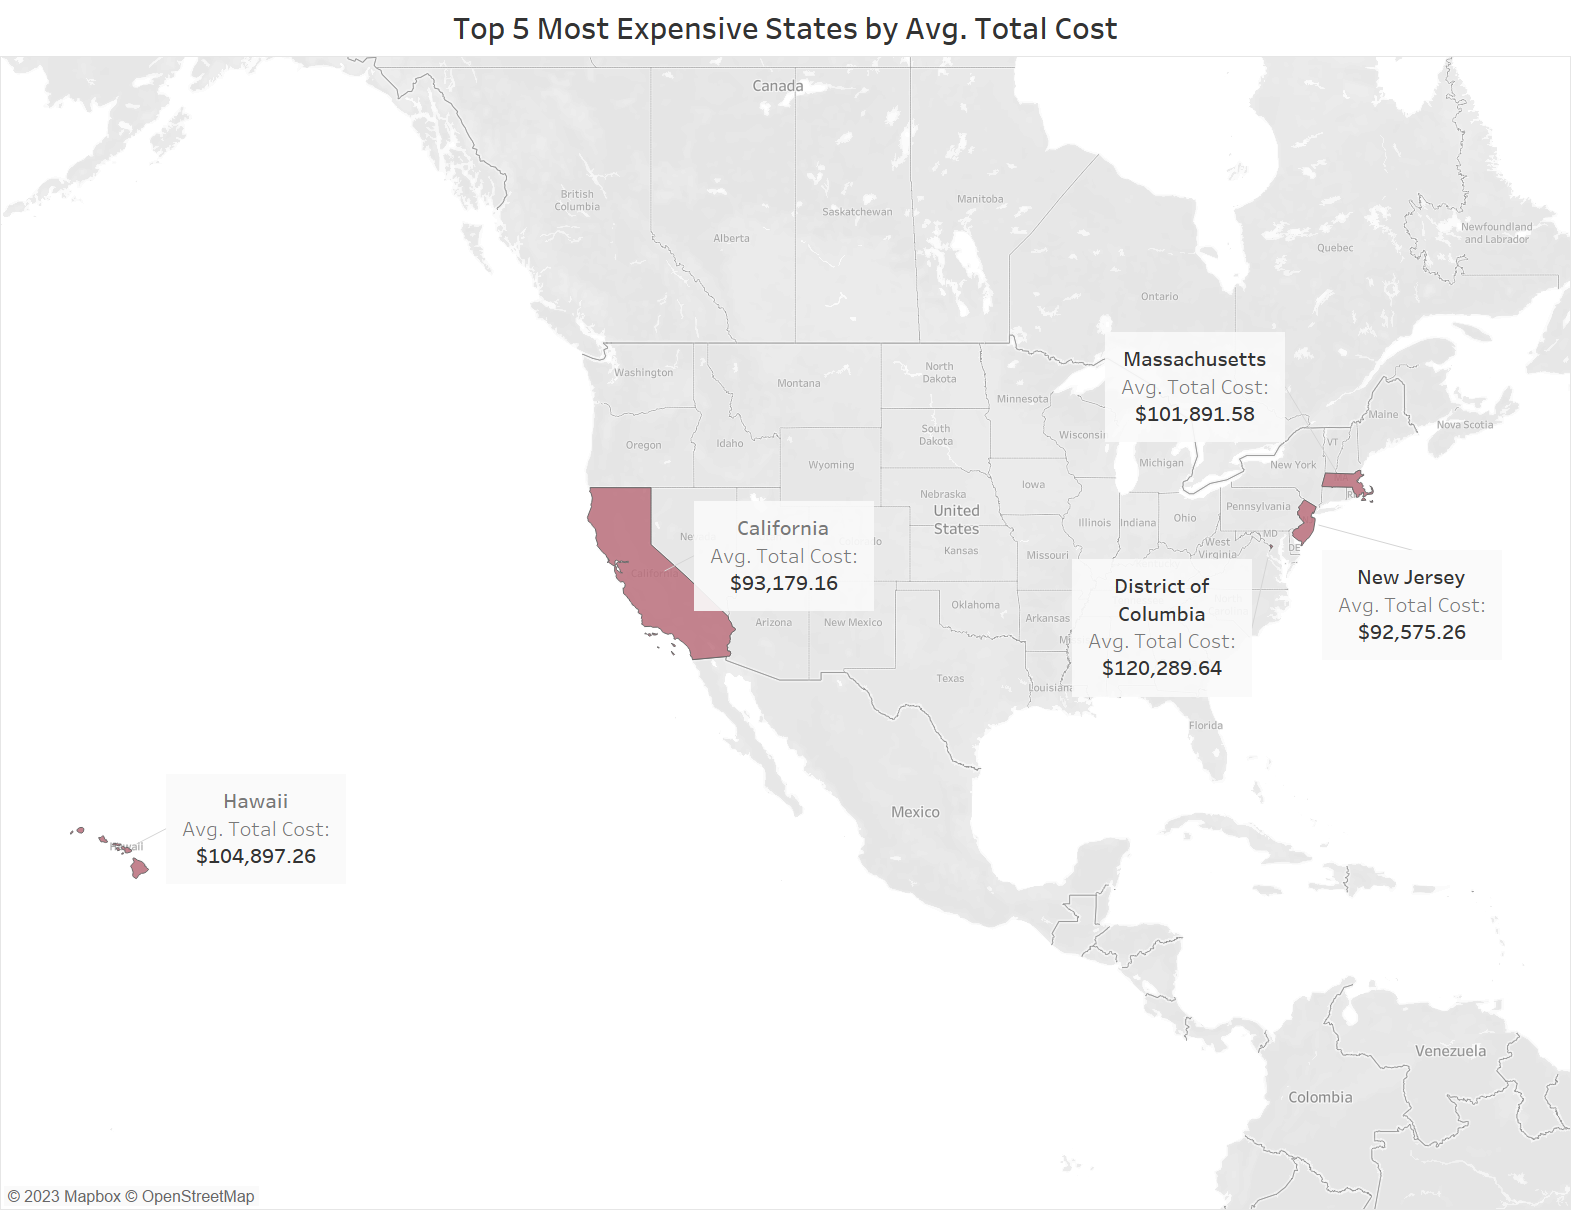 Top 5 Most Expensive States by Avg. Total Cost
Canada
British
Columbia
Alberta
Saskatchewan
Manitoba
Ontario
Quebec
Newfoundland
and Labrador
Nova Scotia
Maine
VT
New York
Washington
Montana
North
Dakota
Minnesota
Massachusetts
Avg. Total Cost:
$101,891.58
Oregon
Idaho
South
Dakota
Wisconsin
Michigan
Wyoming
Iowa
Nebraska
United
States
Illinois
Indiana
Ohio
Pennsylvania
MD
DE
West
Virginia
California
Avg. Total Cost:
$93,179.16
California
Kansas
Missouri
District of
Columbia
Avg. Total Cost:
$120,289.64
New Jersey
Avg. Total Cost:
$92,575.26
Arizona
New Mexico
Oklahoma
Arkansas
Texas
Louisiana
Florida
Hawaii
Avg. Total Cost:
$104,897.26
Hawaii
Mexico
Venezuela
Colombia
© 2023 Mapbox © OpenStreetMap